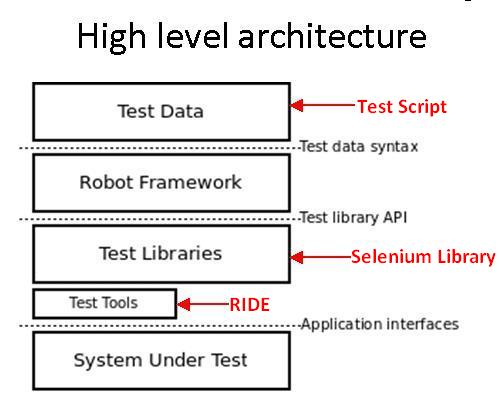 High level architecture
Test Data
Test Script
Test data syntax
Robot Framework
Test library API
Test Libraries
Selenium Library
Test Tools
RIDE
Application interfaces
System Under Test